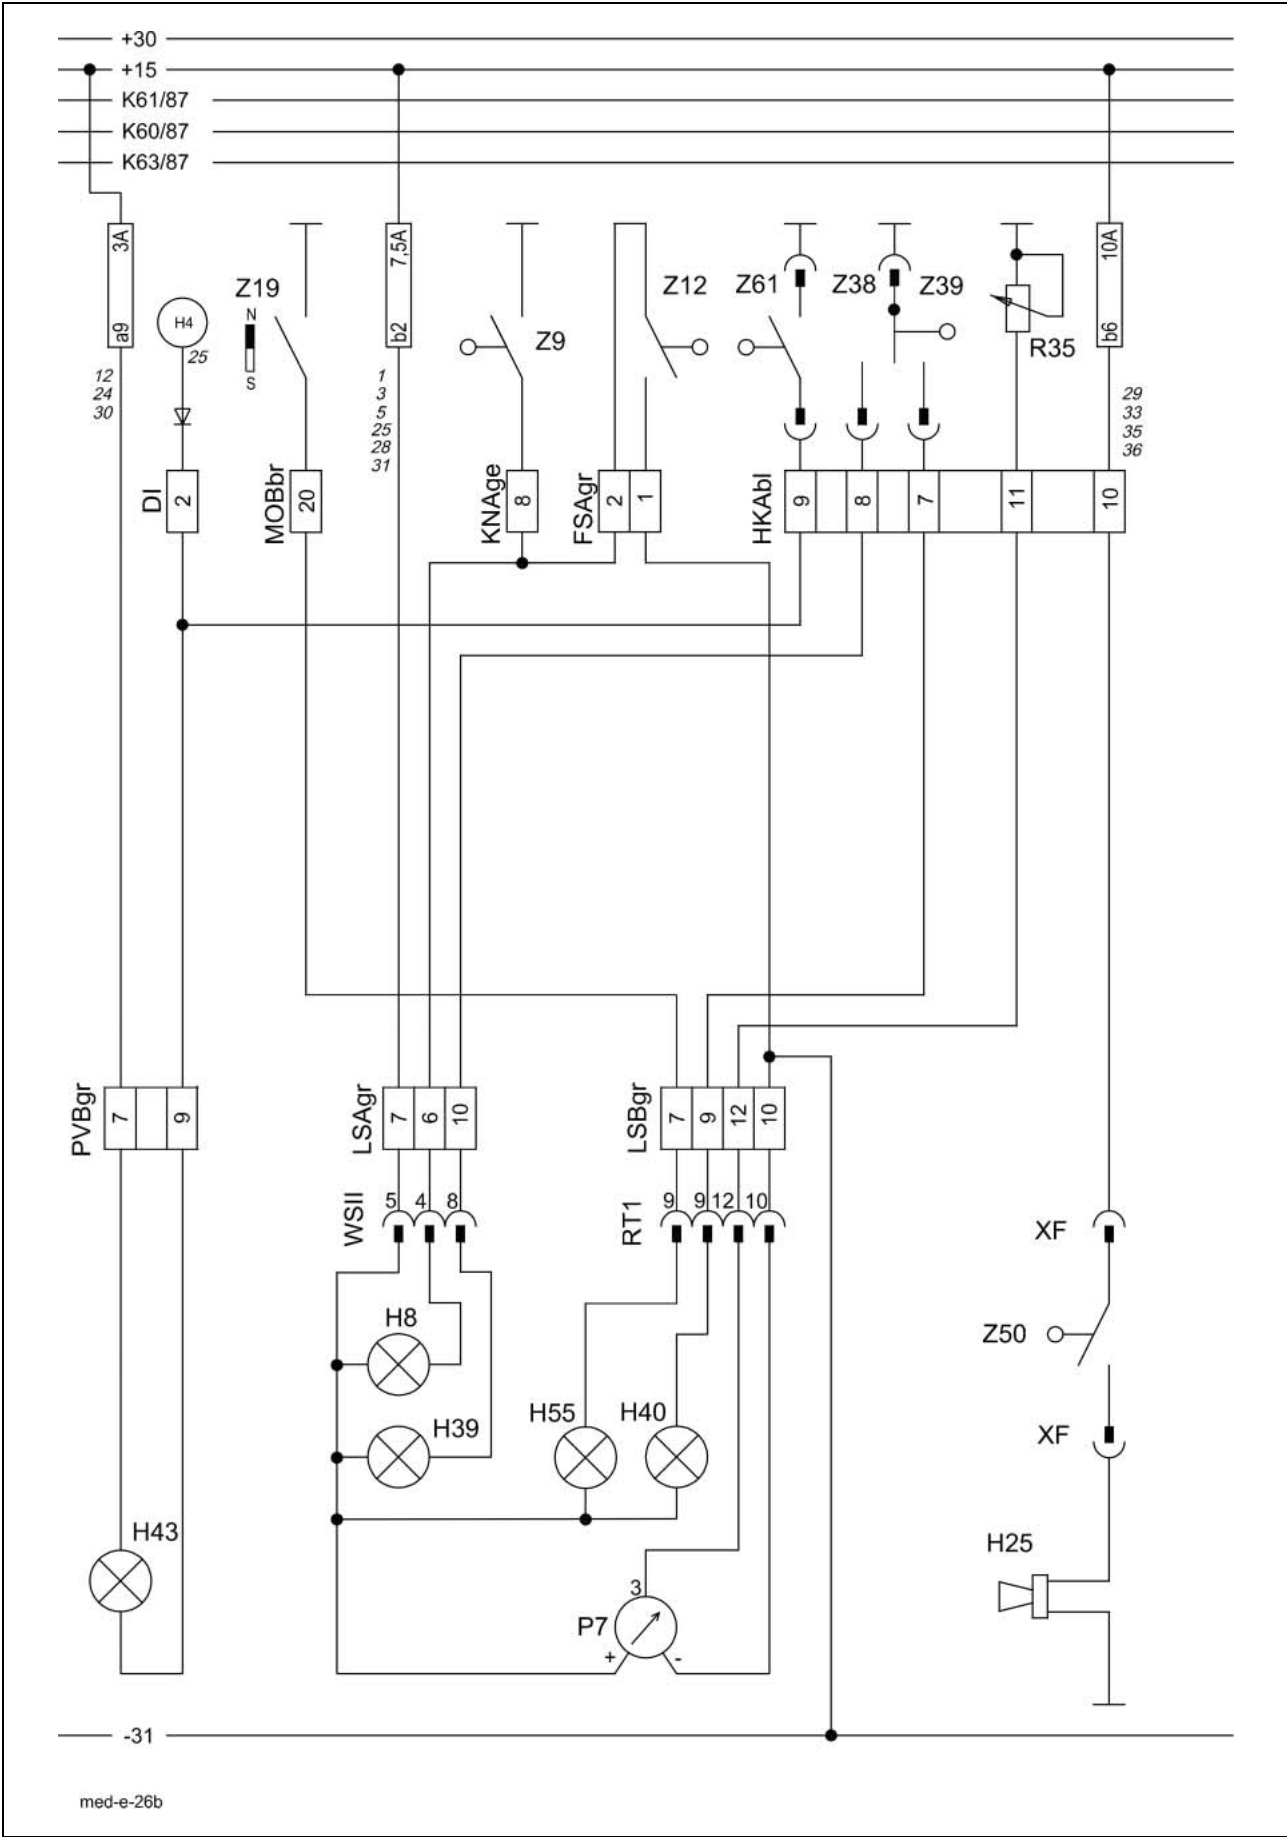 +30
+15
K61/87
K60/87
K63/87
3A
a9
12
24
30
H4
25
Z19
N
S
7,5A
b2
1
3
5
25
28
31
Z9
Z12
Z61
Z38
Z39
R35
10A
b6
29
33
35
36
DI
2
MOBbr
20
KNAge
8
FSAgr
2
1
HKAbl
9
8
7
11
10
PVBgr
7
9
LSAgr
7
6
10
LSBgr
7
9
12
10
WSII
5
4
8
RT1
9
9
12
10
XF
Z50
H8
H39
H55
H40
XF
H43
H25
3
P7
+
-
-31
med-e-26b